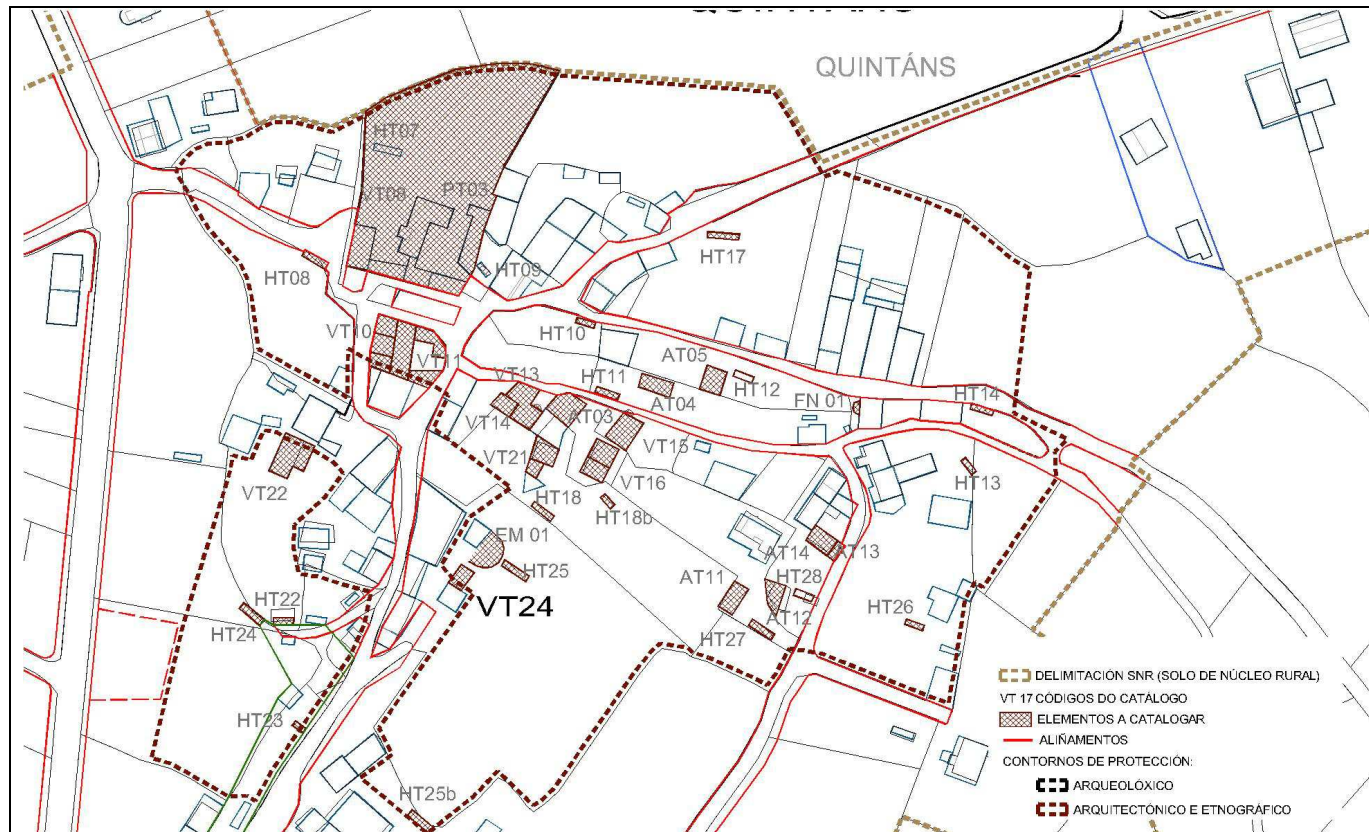 QUINTÁNS
HT07
VT08
PT03
HT08
HT09
HT17
VT10
VT11
HT10
AT05
VT13
HT11
AT04
HT12
FN 01
HT14
VT14
AT03
VT15
VT21
VT16
HT13
VT22
HT18
HT18b
EM 01
HT25
AT14
AT13
HT28
AT11
AT12
VT24
HT22
HT24
HT27
HT26
HT23
HT25b
DELIMITACIÓN SNR (SOLO DE NÚCLEO RURAL)
VT 17 CÓDIGOS DO CATÁLOGO
ELEMENTOS A CATALOGAR
ALIÑAMENTOS
CONTORNOS DE PROTECCIÓN:
ARQUEOLÓXICO
ARQUITECTÓNICO E ETNOGRÁFICO